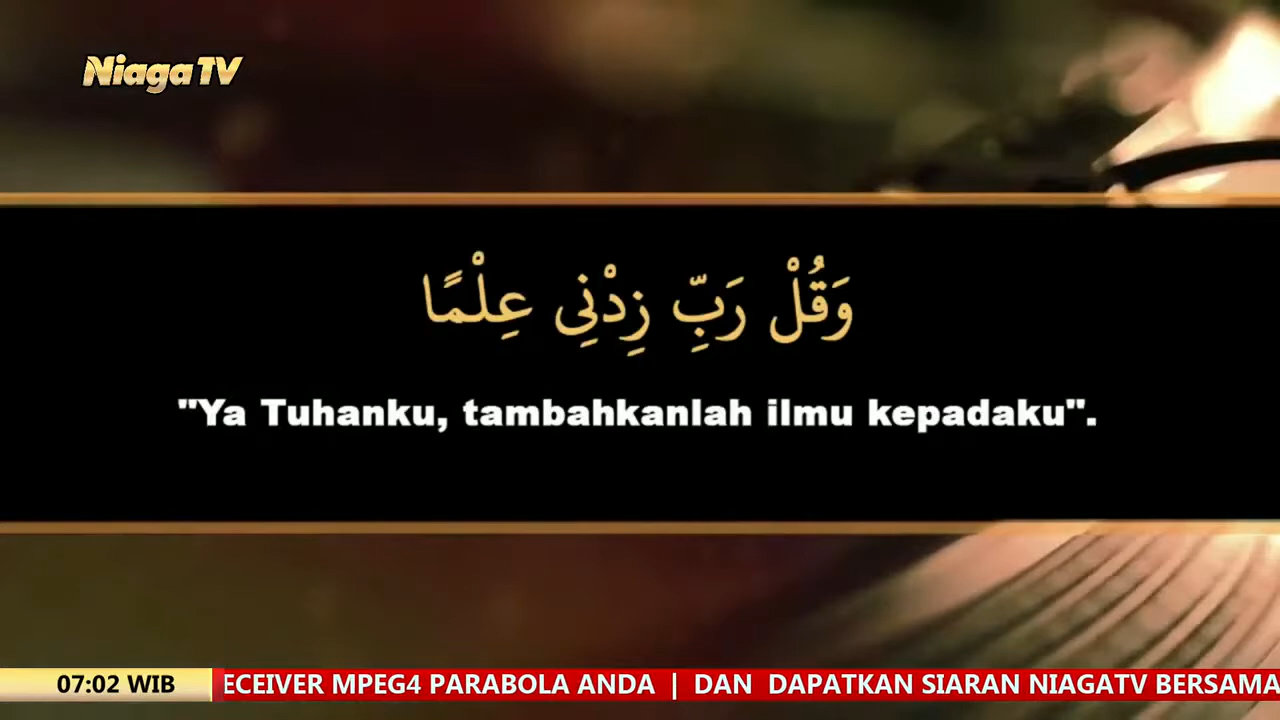 NiagaTV
وَقُلْ رَبِّ زِدْنِى عِلْمًا
"Ya Tuhanku, tambahkanlah ilmu kepadaku".
07:02 WIB
ECEIVER MPEG4 PARABOLA ANDA | DAN DAPATKAN SIARAN NIAGATV BERSAMA